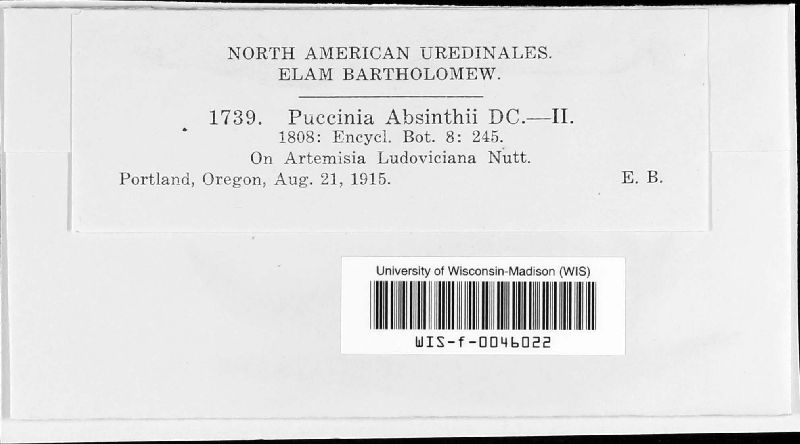 NORTH AMERICAN UREDINALES.
ELAM BARTHOLOMEW.
1739. Puccinia Absinthii DC.—II.
1808: Encycl. Bot. 8: 245.
On Artemisia Ludoviciana Nutt.
Portland, Oregon, Aug. 21, 1915. E. B.
University of Wisconsin-Madison (WIS)
WIS-f-0046022